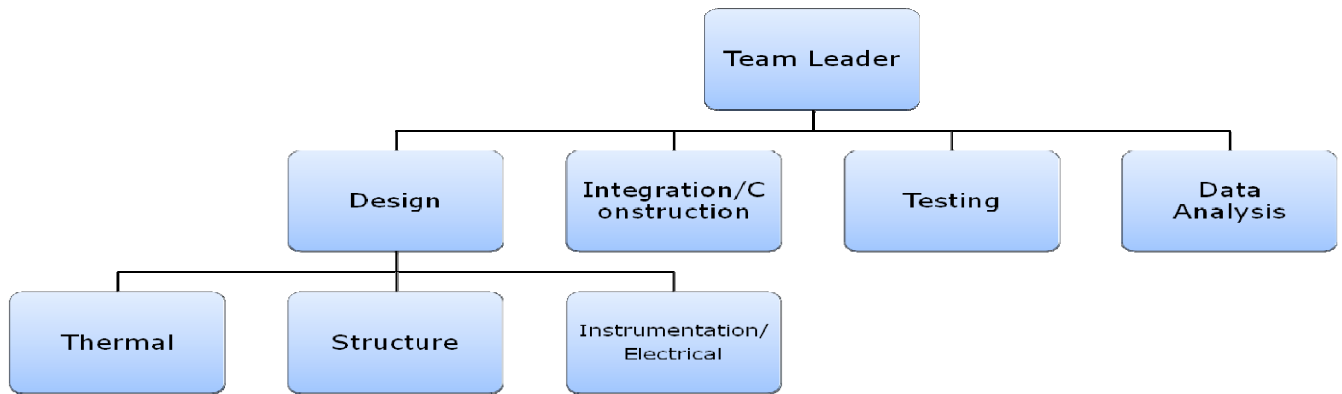 Team Leader
Design
Integration/C
onstruction
Testing
Data
Analysis
Thermal
Structure
Instrumentation/
Electrical